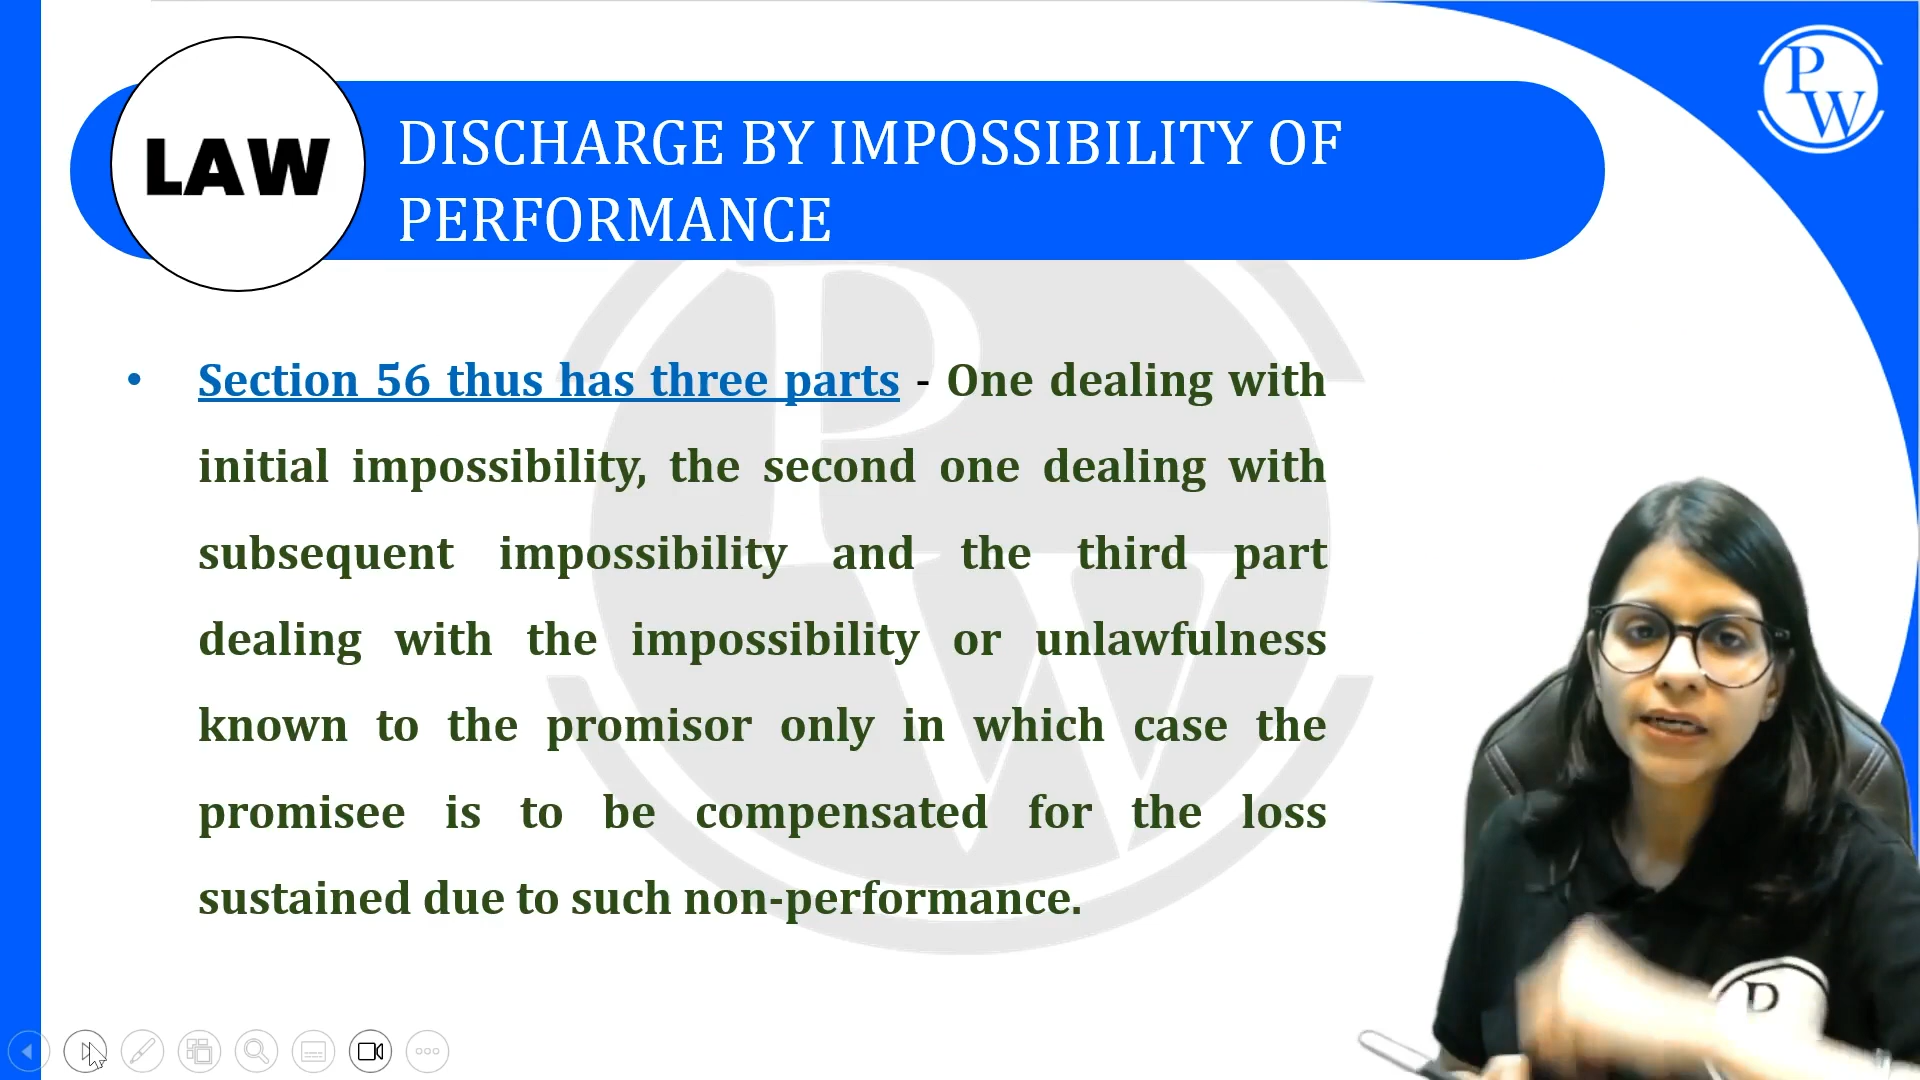 LAW
DISCHARGE BY IMPOSSIBILITY OF
PERFORMANCE
P
W
• Section 56 thus has three parts - One dealing with
initial impossibility, the second one dealing with
subsequent impossibility and the third part
dealing with the impossibility or unlawfulness
known to the promisor only in which case the
promisee is to be compensated for the loss
sustained due to such non-performance.
P
W
P